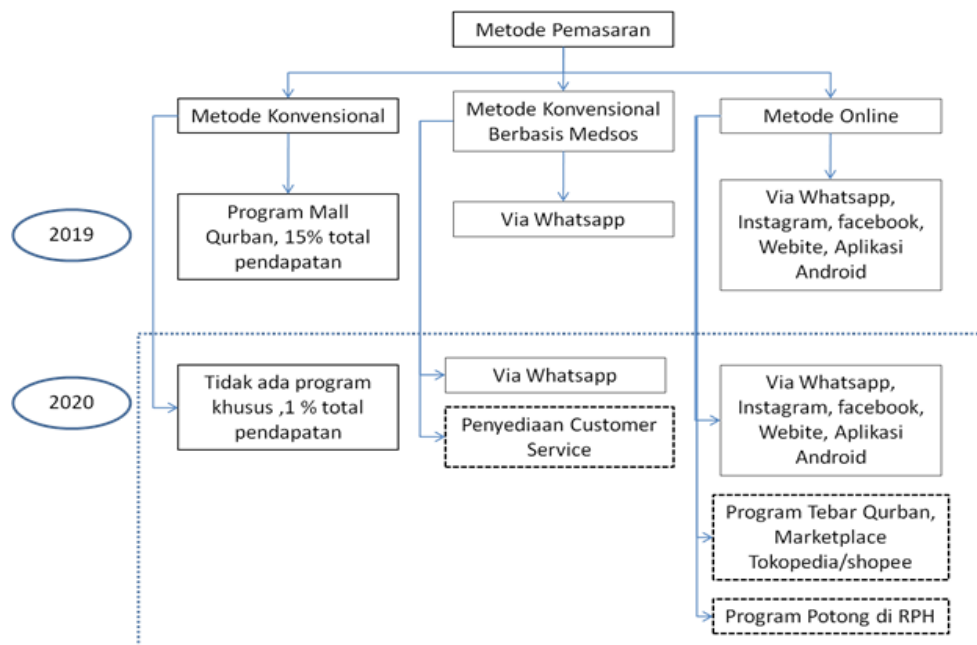 Metode Pemasaran
Metode Konvensional
Metode Konvensional
Berbasis Medsos
Metode Online
2019
Program Mall
Qurban, 15% total
pendapatan
Via Whatsapp
Via Whatsapp,
Instagram, facebook,
Webite, Aplikasi
Android
2020
Tidak ada program
khusus ,1 % total
pendapatan
Via Whatsapp
Penyediaan Customer
Service
Via Whatsapp,
Instagram, facebook,
Webite, Aplikasi
Android
Program Tebar Qurban,
Marketplace
Tokopedia/shopee
Program Potong di RPH